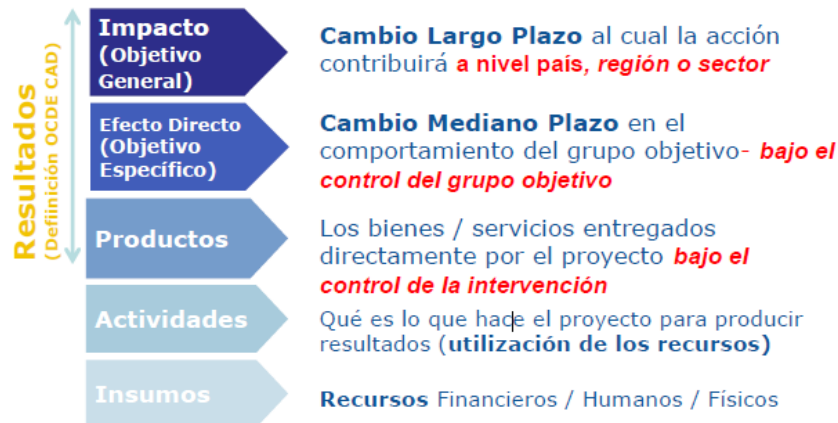 Resultados
(Defiinición OCDE CAD)
Impacto
(Objetivo
General)
Cambio Largo Plazo al cual la acción
contribuirá a nivel país, región o sector
Efecto Directo
(Objetivo
Específico)
Cambio Mediano Plazo en el
comportamiento del grupo objetivo- bajo el
control del grupo objetivo
Productos
Los bienes / servicios entregados
directamente por el proyecto bajo el
control de la intervención
Actividades
Qué es lo que hace el proyecto para producir
resultados (utilización de los recursos)
Insumos
Recursos Financieros / Humanos / Físicos